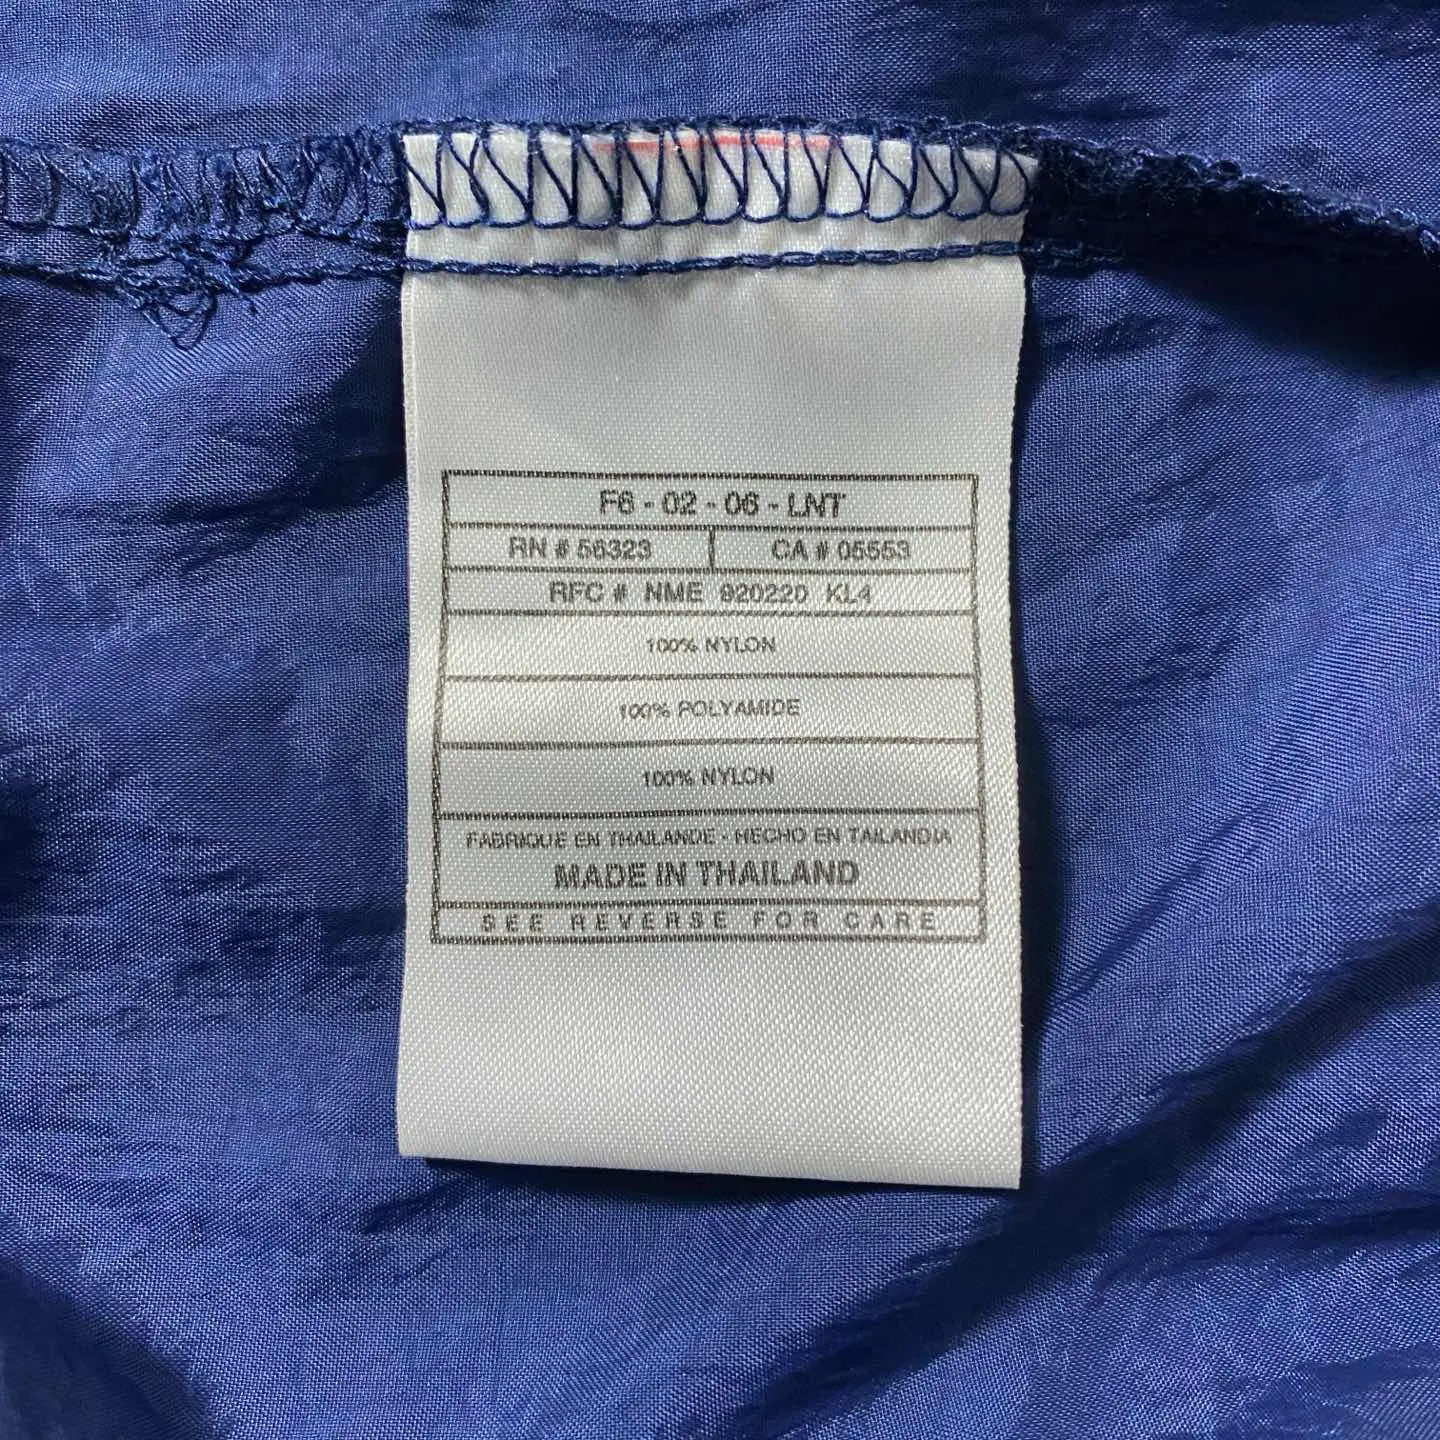 F6 - 02 - 06 - LNT
RN # 56323 CA # 05553
RFC # NME 920220 KL4
100% NYLON
100% POLYAMIDE
100% NYLON
FABRIQUE EN THAILANDE - HECHO EN TAILANDIA
MADE IN THAILAND
SEE REVERSE FOR CARE